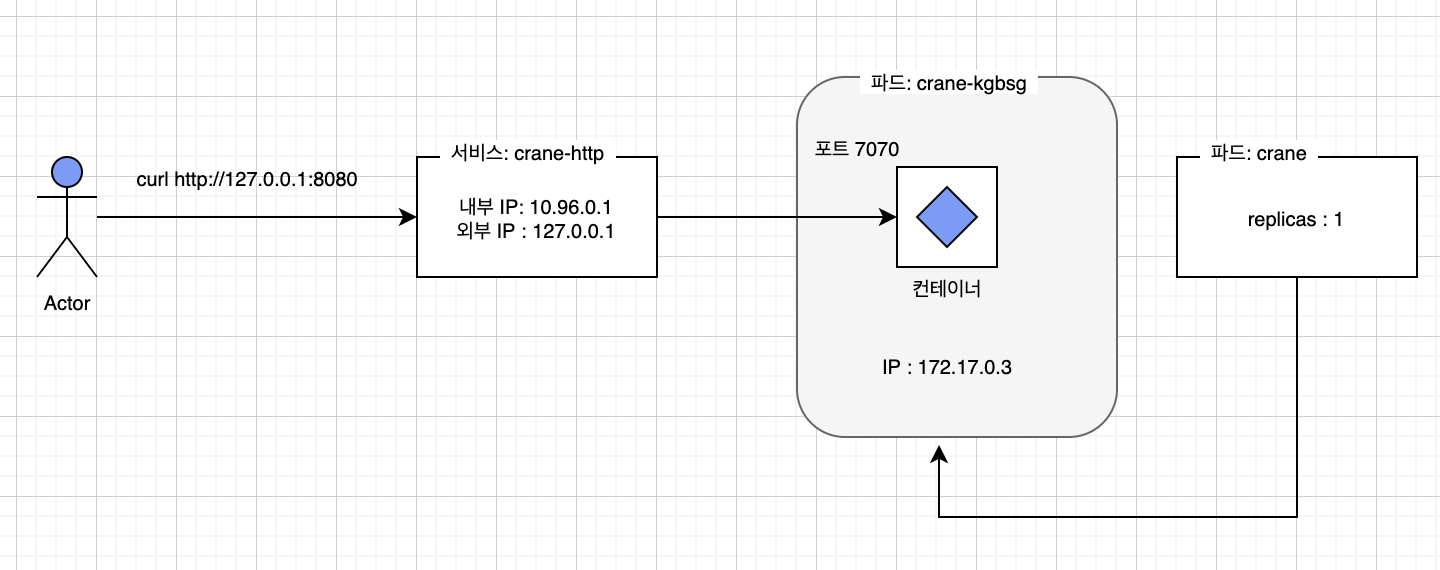 파드: crane-kgbsg
서비스: crane-http
파드: crane
포트 7070
curl http://127.0.0.1:8080
내부 IP: 10.96.0.1
외부 IP : 127.0.0.1
replicas : 1
컨테이너
Actor
IP : 172.17.0.3